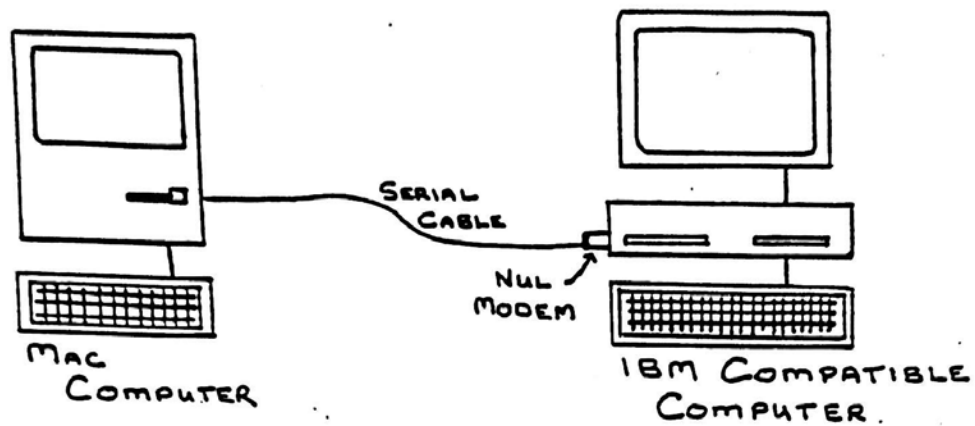 SERIAL
CABLE
NUL
MODEM
MAC
COMPUTER
IBM COMPATIBLE
COMPUTER.